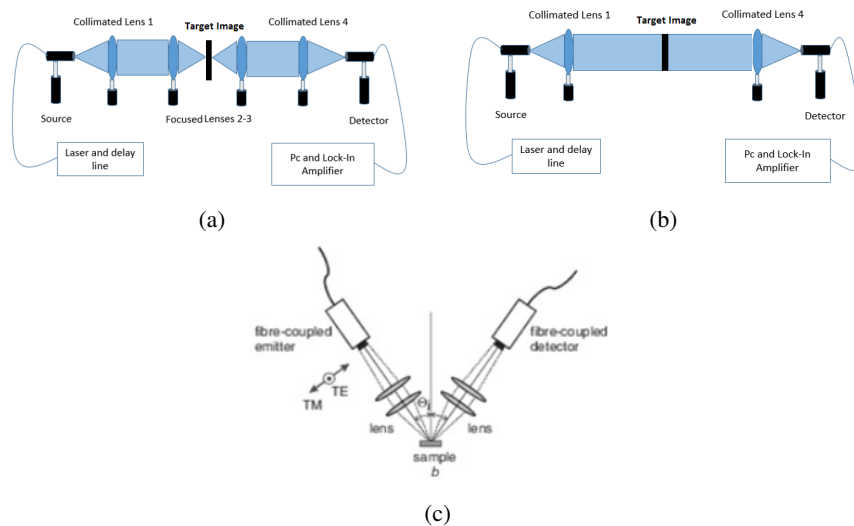 Collimated Lens 1
Target Image
Collimated Lens 4
Source
Focused Lenses 2-3
Detector
Laser and delay
line
Pc and Lock-In
Amplifier
(a)
Collimated Lens 1
Target Image
Collimated Lens 4
Source
Detector
Laser and delay
line
Pc and Lock-In
Amplifier
(b)
fibre-coupled
emitter
fibre-coupled
detector
TE
TM
Θi
lens
lens
sample
b
(c)